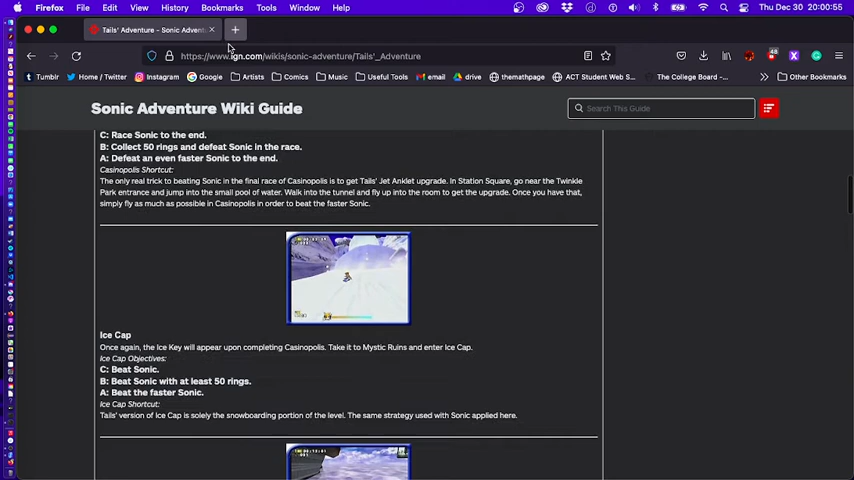 Firefox File Edit View History Bookmarks Tools Window Help Thu Dec 30 20:00:55
Tails' Adventure - Sonic Advent
https://www.ign.com/wikis/sonic-adventure/Tails'_Adventure
48
Tumblr Home / Twitter Instagram Google Artists Comics Music Useful Tools email drive themathpage ACT Student Web S The College Board - Other Bookmarks
Sonic Adventure Wiki Guide
Search This Guide
C: Race Sonic to the end.
B: Collect 50 rings and defeat Sonic in the race.
A: Defeat an even faster Sonic to the end.
Casinopolis Shortcut:
The only real trick to beating Sonic in the final race of Casinopolis is to get Tails' Jet Anklet upgrade. In Station Square, go near the Twinkle
Park entrance and jump into the small pool of water. Walk into the tunnel and fly up into the room to get the upgrade. Once you have that,
simply fly as much as possible in Casinopolis in order to beat the faster Sonic.
Ice Cap
Once again, the Ice Key will appear upon completing Casinopolis. Take it to Mystic Ruins and enter Ice Cap.
Ice Cap Objectives:
C: Beat Sonic.
B: Beat Sonic with at least 50 rings.
A: Beat the faster Sonic.
Ice Cap Shortcut:
Tails' version of Ice Cap is solely the snowboarding portion of the level. The same strategy used with Sonic applied here.